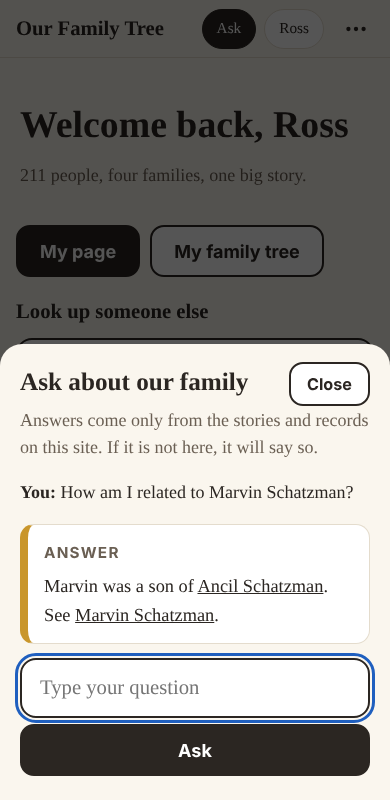 Our Family Tree
Ask
Ross
•••
Welcome back, Ross
211 people, four families, one big story.
My page
My family tree
Look up someone else
Ask about our family
Close
Answers come only from the stories and records
on this site. If it is not here, it will say so.
You: How am I related to Marvin Schatzman?
ANSWER
Marvin was a son of Ancil Schatzman.
See Marvin Schatzman.
Type your question
Ask